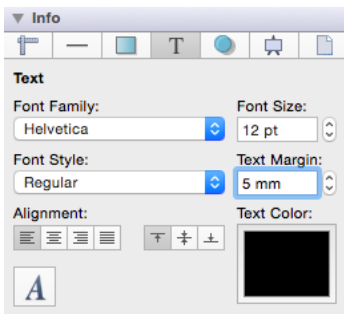 Info
T
Text
Font Family: Font Size:
Helvetica 12 pt
Font Style: Text Margin:
Regular 5 mm
Alignment: Text Color:
A